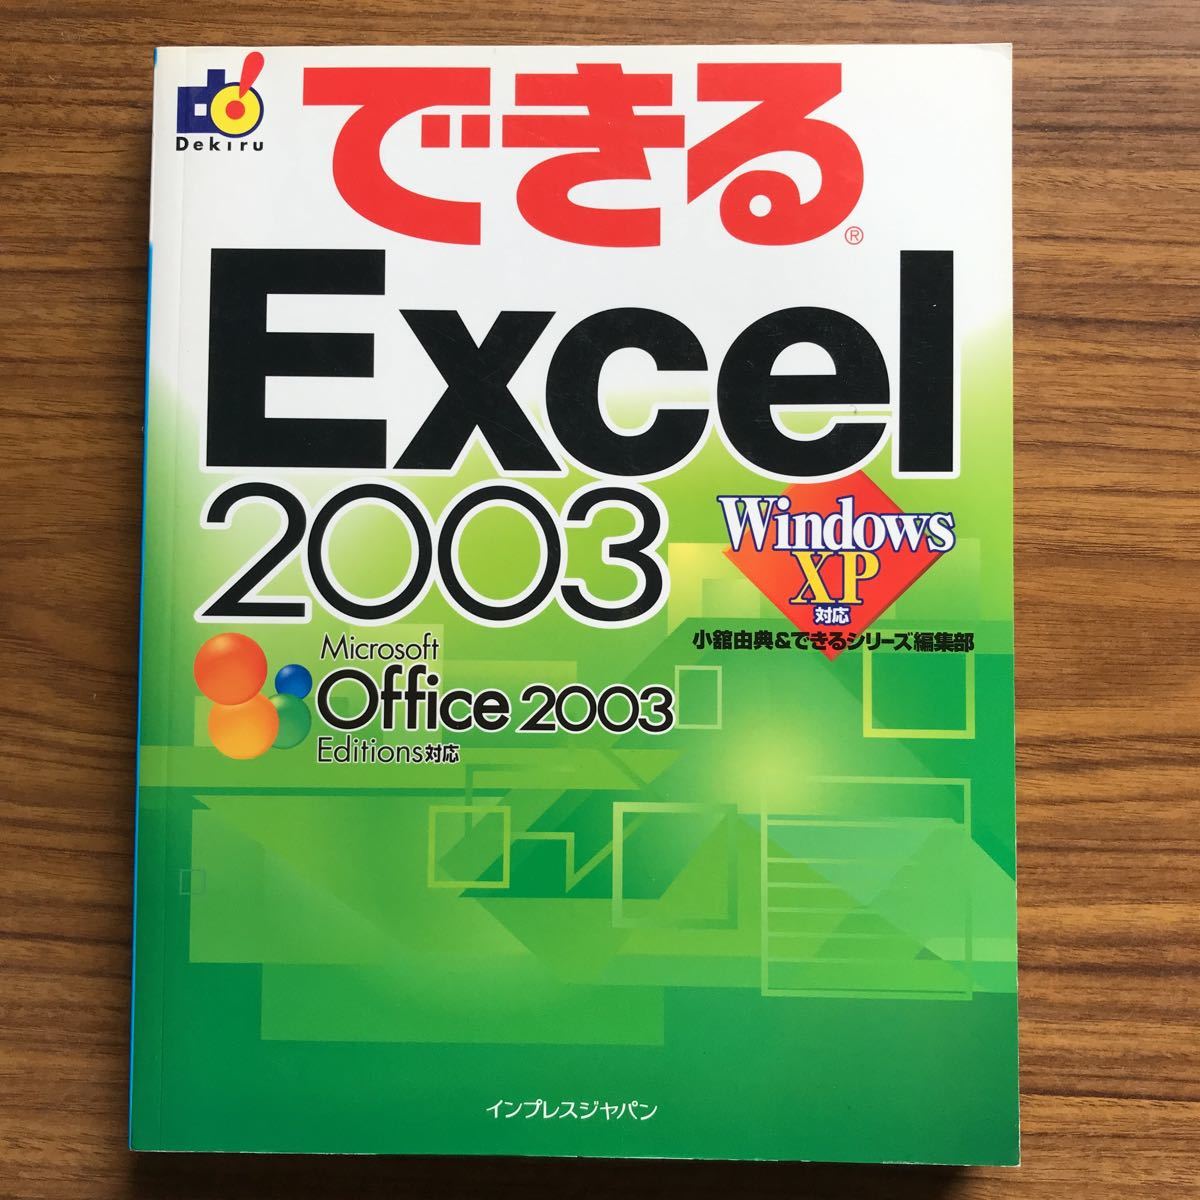 Dekiru
できる®
Excel
2003
Windows
XP
対応
小舘由典&できるシリーズ編集部
Microsoft
Office 2003
Editions対応
インプレスジャパン